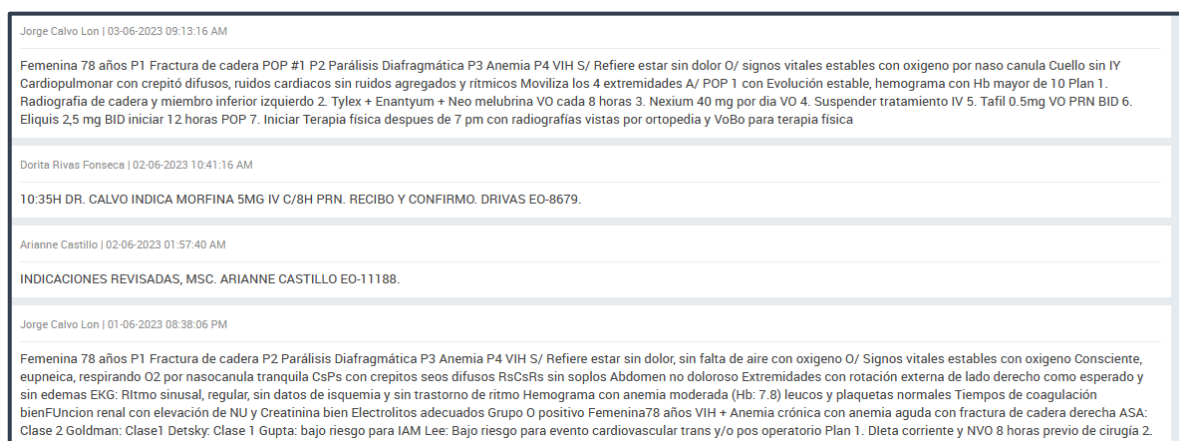 Jorge Calvo Lon | 03-06-2023 09:13:16 AM
Femenina 78 años P1 Fractura de cadera POP #1 P2 Parálisis Diafragmática P3 Anemia P4 VIH S/ Refiere estar sin dolor O/ signos vitales estables con oxigeno por naso canula Cuello sin IY
Cardiopulmonar con crepitó difusos, ruidos cardiacos sin ruidos agregados y rítmicos Moviliza los 4 extremidades A/ POP 1 con Evolución estable, hemograma con Hb mayor de 10 Plan 1.
Radiografia de cadera y miembro inferior izquierdo 2. Tylex + Enantyum + Neo melubrina VO cada 8 horas 3. Nexium 40 mg por dia VO 4. Suspender tratamiento IV 5. Tafil 0.5mg VO PRN BID 6.
Eliquis 2,5 mg BID iniciar 12 horas POP 7. Iniciar Terapia física despues de 7 pm con radiografías vistas por ortopedia y VoBo para terapia física
Dorita Rivas Fonseca | 02-06-2023 10:41:16 AM
10:35H DR. CALVO INDICA MORFINA 5MG IV C/8H PRN. RECIBO Y CONFIRMO. DRIVAS EO-8679.
Arianne Castillo | 02-06-2023 01:57:40 AM
INDICACIONES REVISADAS, MSC. ARIANNE CASTILLO EO-11188.
Jorge Calvo Lon | 01-06-2023 08:38:06 PM
Femenina 78 años P1 Fractura de cadera P2 Parálisis Diafragmática P3 Anemia P4 VIH S/ Refiere estar sin dolor, sin falta de aire con oxigeno O/ Signos vitales estables con oxigeno Consciente,
eupneica, respirando O2 por nasocanula tranquila CsPs con crepitos seos difusos RsCsRs sin soplos Abdomen no doloroso Extremidades con rotación externa de lado derecho como esperado y
sin edemas EKG: RItmo sinusal, regular, sin datos de isquemia y sin trastorno de ritmo Hemograma con anemia moderada (Hb: 7.8) leucos y plaquetas normales Tiempos de coagulación
bienFUncion renal con elevación de NU y Creatinina bien Electrolitos adecuados Grupo O positivo Femenina78 años VIH + Anemia crónica con anemia aguda con fractura de cadera derecha ASA:
Clase 2 Goldman: Clase1 Detsky: Clase 1 Gupta: bajo riesgo para IAM Lee: Bajo riesgo para evento cardiovascular trans y/o pos operatorio Plan 1. DIeta corriente y NVO 8 horas previo de cirugía 2.